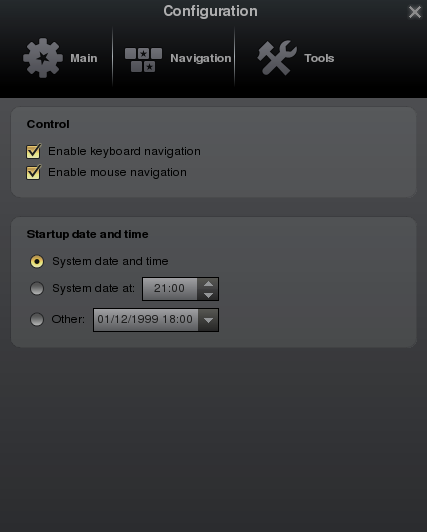 Configuration
Main
Navigation
Tools
Control
Enable keyboard navigation
Enable mouse navigation
Startup date and time
System date and time
System date at: 21:00
Other: 01/12/1999 18:00